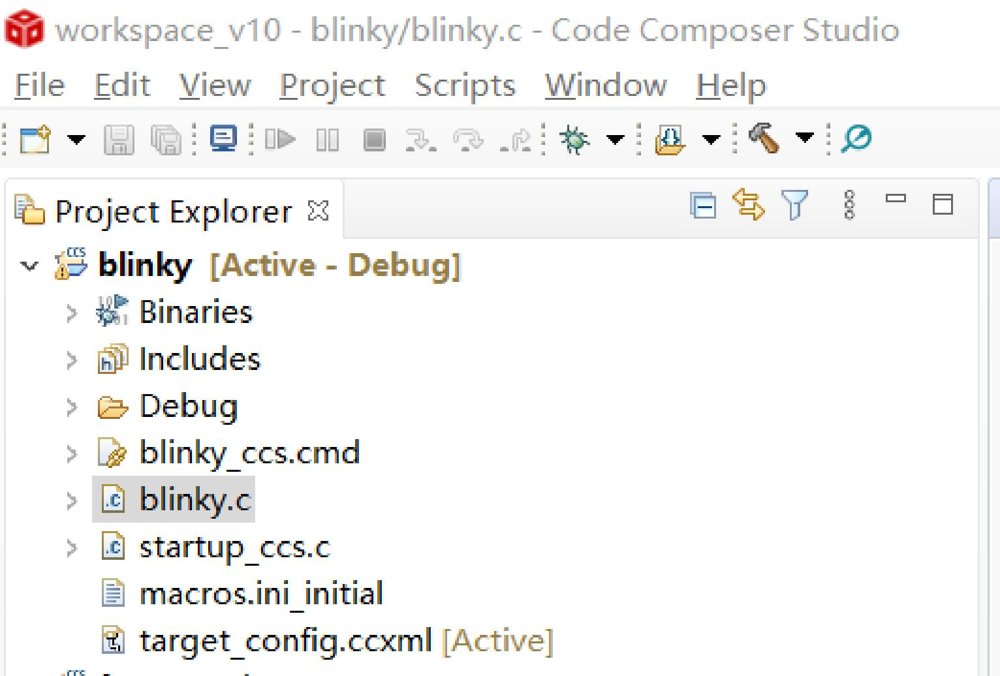 workspace_v10 - blinky/blinky.c - Code Composer Studio
File Edit View Project Scripts Window Help
Project Explorer
blinky [Active - Debug]
Binaries
Includes
Debug
blinky_ccs.cmd
blinky.c
startup_ccs.c
macros.ini_initial
target_config.ccxml [Active]